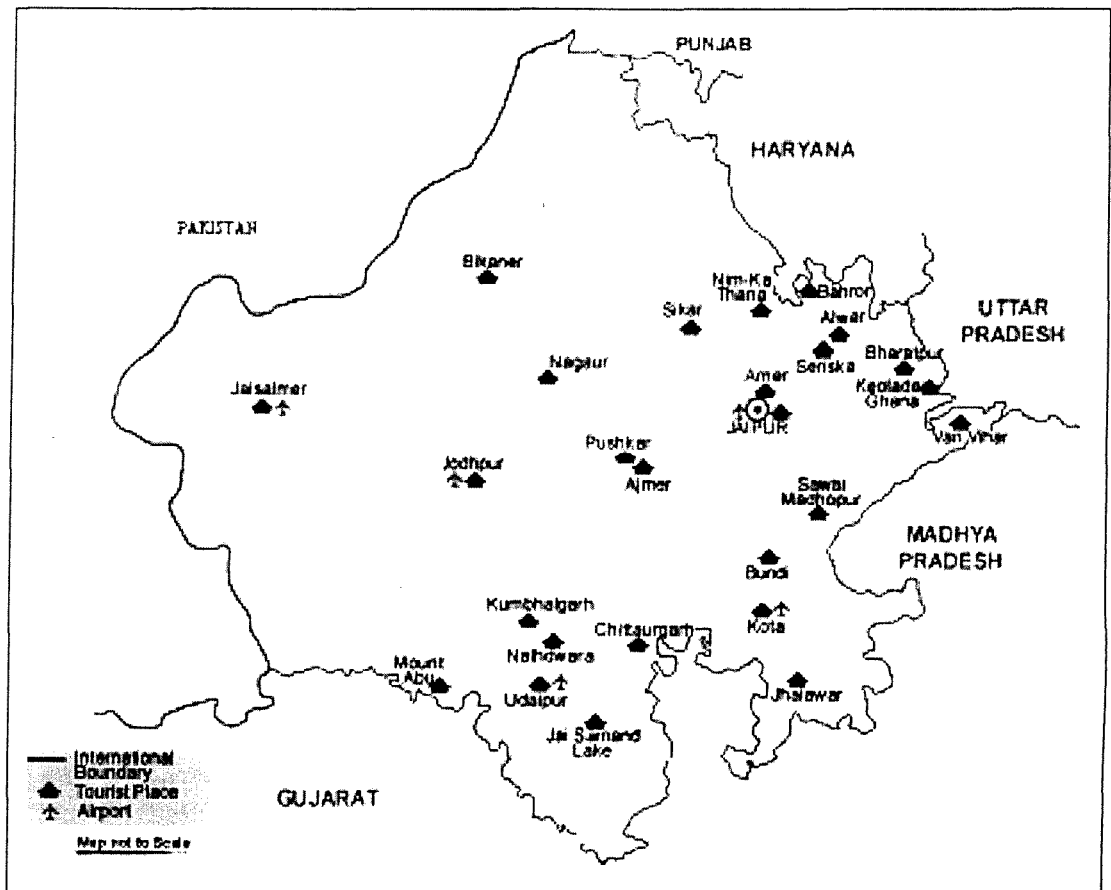 PUNJAB
HARYANA
PAKISTAN
Bikaner
Nim-Ka
Thana
Bahror
Sikar
Alwar
UTTAR
PRADESH
Sariska
Bharatpur
Nagaur
Jaisalmer
Amer
Keolada
Ghana
JAIPUR
Van Vihar
Pushkar
Jodhpur
Ajmer
Sawai
Madhopur
MADHYA
PRADESH
Bundi
Kumbhalgarh
Kota
Chittaurgarh
Nathdwara
Mount
Abu
Udaipur
Jhalawar
Jai Samand
Lake
International
Boundary
Tourist Place
Airport
GUJARAT
Map not to Scale